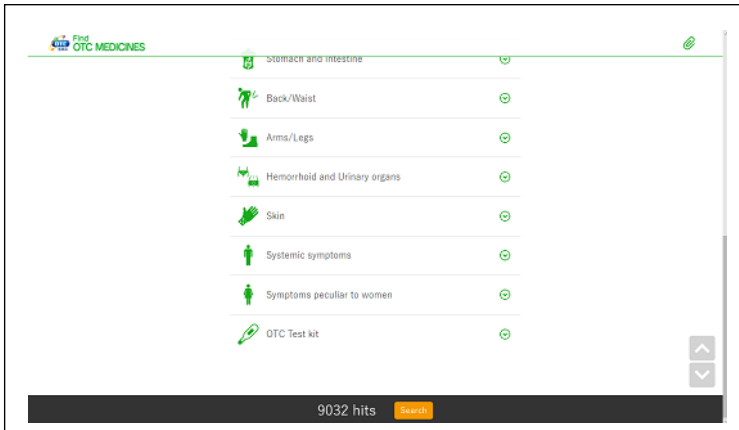 Find
OTC MEDICINES
OTC
Stomach and intestine
Back/Waist
Arms/Legs
Hemorrhoid and Urinary organs
Skin
Systemic symptoms
Symptoms peculiar to women
OTC Test kit
9032 hits
Search